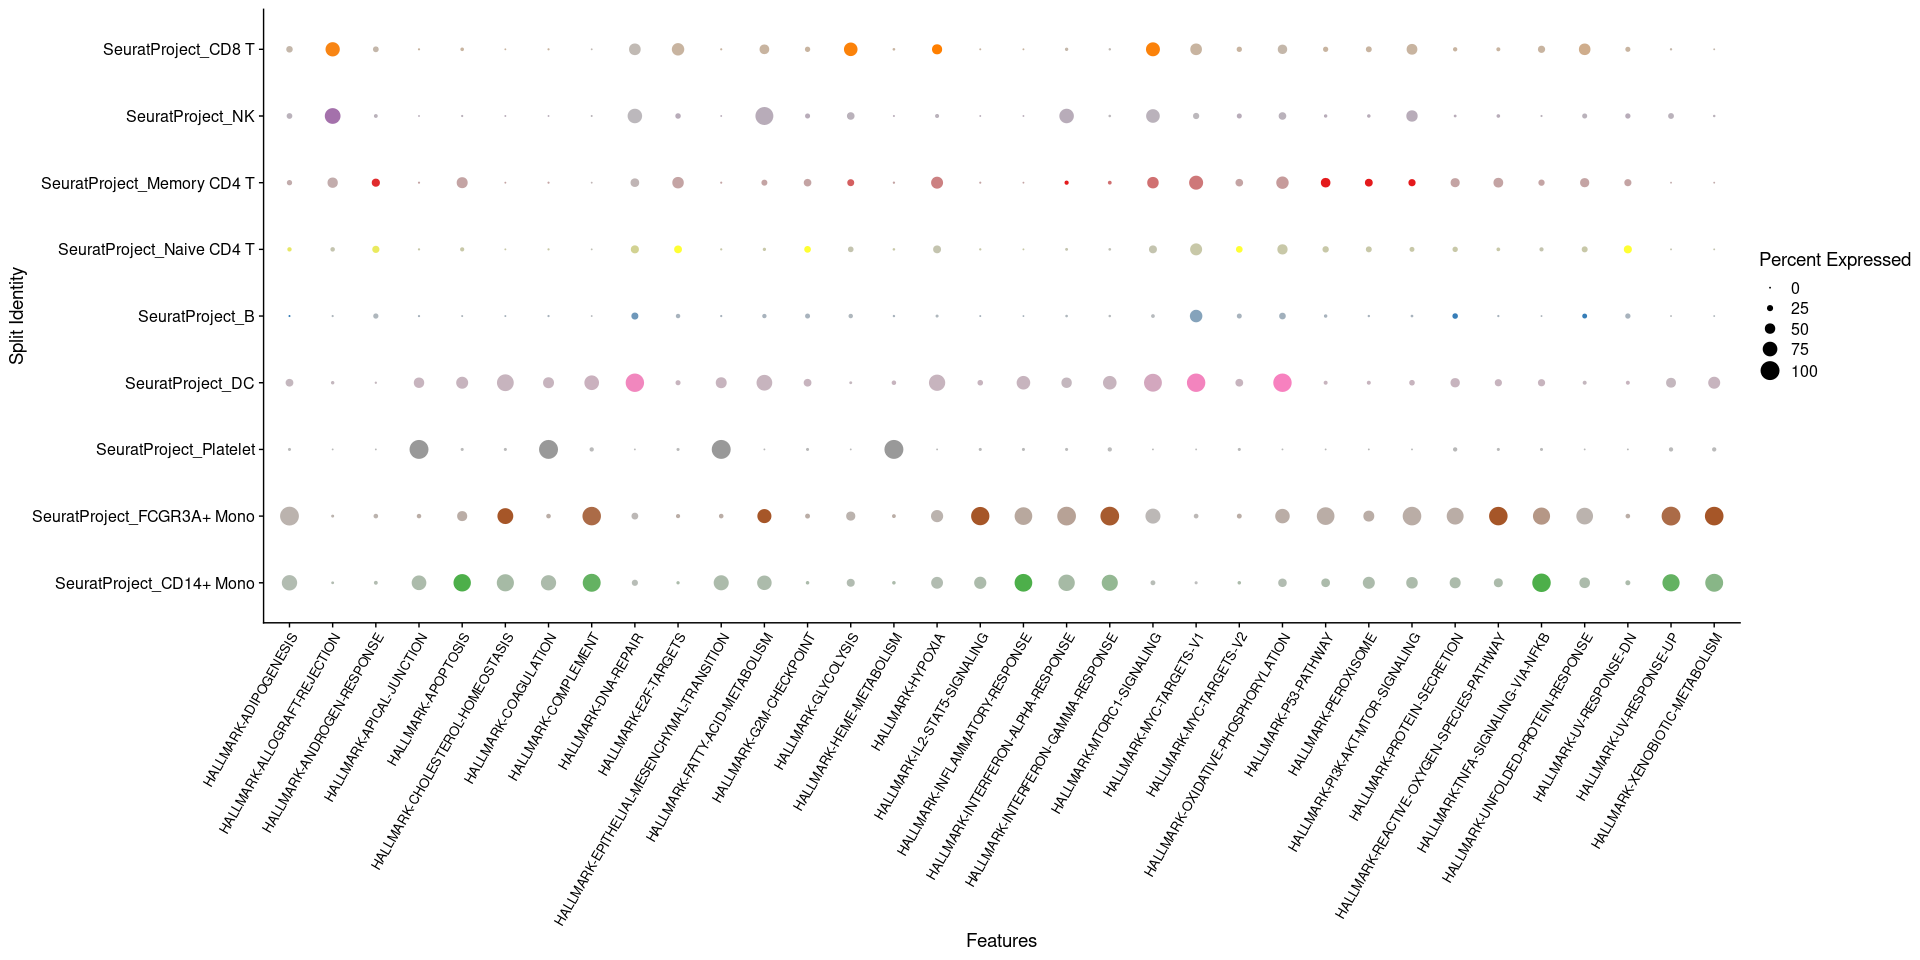 SeuratProject_CD8 T
SeuratProject_NK
SeuratProject_Memory CD4 T
SeuratProject_Naive CD4 T
SeuratProject_B
SeuratProject_DC
SeuratProject_Platelet
SeuratProject_FCGR3A+ Mono
SeuratProject_CD14+ Mono
Split Identity
HALLMARK-ADIPOGENESIS
HALLMARK-ALLOGRAFT-REJECTION
HALLMARK-ANDROGEN-RESPONSE
HALLMARK-APICAL-JUNCTION
HALLMARK-APOPTOSIS
HALLMARK-CHOLESTEROL-HOMEOSTASIS
HALLMARK-COAGULATION
HALLMARK-COMPLEMENT
HALLMARK-DNA-REPAIR
HALLMARK-E2F-TARGETS
HALLMARK-EPITHELIAL-MESENCHYMAL-TRANSITION
HALLMARK-FATTY-ACID-METABOLISM
HALLMARK-G2M-CHECKPOINT
HALLMARK-GLYCOLYSIS
HALLMARK-HEME-METABOLISM
HALLMARK-HYPOXIA
HALLMARK-IL2-STAT5-SIGNALING
HALLMARK-INFLAMMATORY-RESPONSE
HALLMARK-INTERFERON-ALPHA-RESPONSE
HALLMARK-INTERFERON-GAMMA-RESPONSE
HALLMARK-MTORC1-SIGNALING
HALLMARK-MYC-TARGETS-V1
HALLMARK-MYC-TARGETS-V2
HALLMARK-OXIDATIVE-PHOSPHORYLATION
HALLMARK-P53-PATHWAY
HALLMARK-PEROXISOME
HALLMARK-PI3K-AKT-MTOR-SIGNALING
HALLMARK-PROTEIN-SECRETION
HALLMARK-REACTIVE-OXYGEN-SPECIES-PATHWAY
HALLMARK-TNFA-SIGNALING-VIA-NFKB
HALLMARK-UNFOLDED-PROTEIN-RESPONSE
HALLMARK-UV-RESPONSE-DN
HALLMARK-UV-RESPONSE-UP
HALLMARK-XENOBIOTIC-METABOLISM
Features
Percent Expressed
0
25
50
75
100